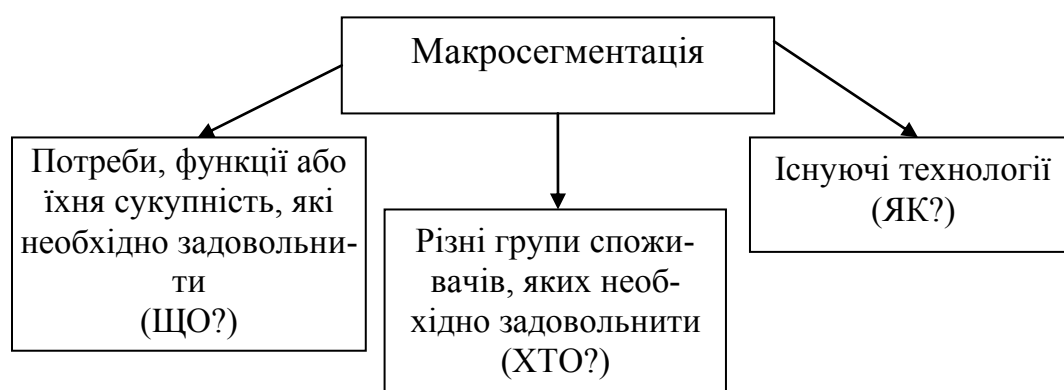 Макросегментація
Потреби, функції або
їхня сукупність, які
необхідно задовольни-
ти
(ЩО?)
Різні групи спожи-
вачів, яких необ-
хідно задовольнити
(ХТО?)
Існуючі технології
(ЯК?)